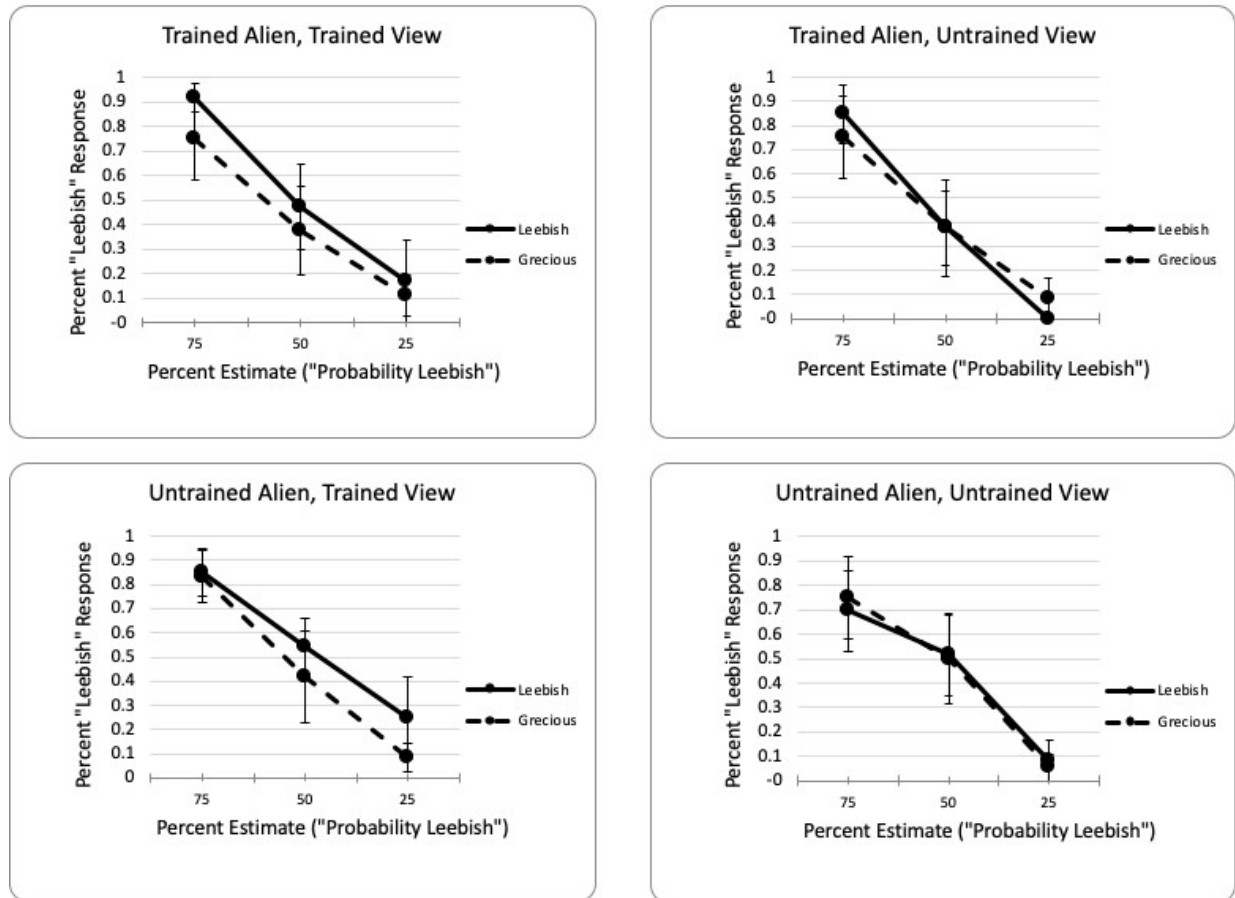 Trained Alien, Trained View
Percent "Leebish" Response
1
0.9
0.8
0.7
0.6
0.5
0.4
0.3
0.2
0.1
-0
75 50 25
Percent Estimate ("Probability Leebish")
Leebish
Grecious
Trained Alien, Untrained View
Percent "Leebish" Response
1
0.9
0.8
0.7
0.6
0.5
0.4
0.3
0.2
0.1
-0
75 50 25
Percent Estimate ("Probability Leebish")
Leebish
Grecious
Untrained Alien, Trained View
Percent "Leebish" Response
1
0.9
0.8
0.7
0.6
0.5
0.4
0.3
0.2
0.1
0
75 50 25
Percent Estimate ("Probability Leebish")
Leebish
Grecious
Untrained Alien, Untrained View
Percent "Leebish" Response
1
0.9
0.8
0.7
0.6
0.5
0.4
0.3
0.2
0.1
-0
75 50 25
Percent Estimate ("Probability Leebish")
Leebish
Grecious